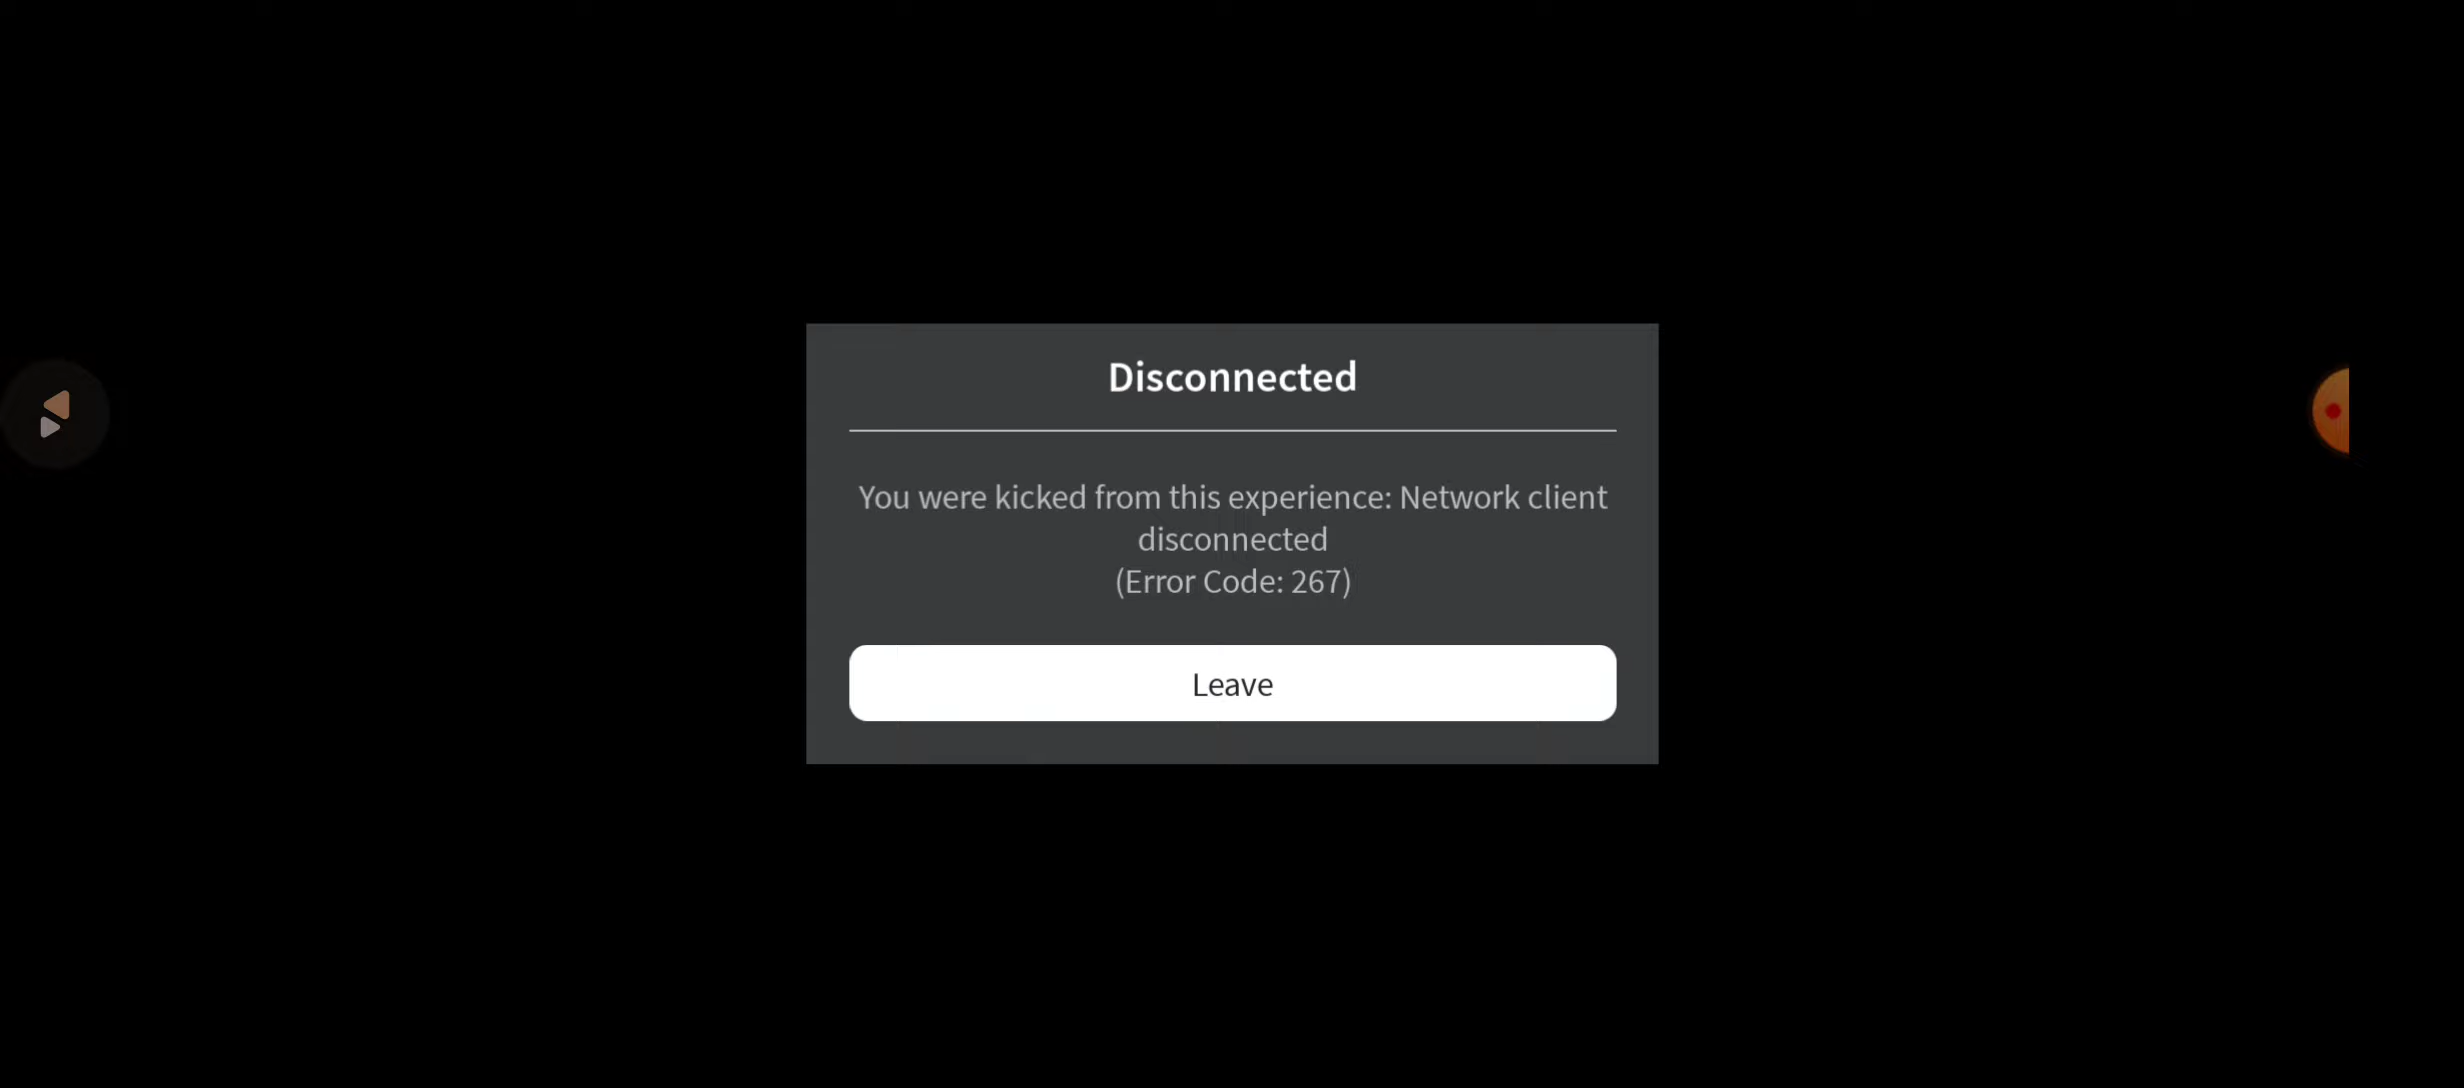 Disconnected
You were kicked from this experience: Network client
disconnected
(Error Code: 267)
Leave